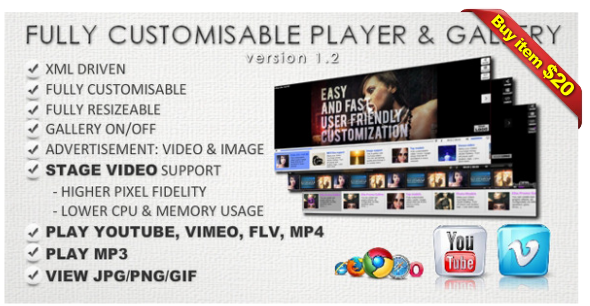 FULLY CUSTOMISABLE PLAYER & GALLERY
version 1.2
Buy item $20
XML DRIVEN
FULLY CUSTOMISABLE
FULLY RESIZEABLE
GALLERY ON/OFF
ADVERTISEMENT: VIDEO & IMAGE
STAGE VIDEO SUPPORT
- HIGHER PIXEL FIDELITY
- LOWER CPU & MEMORY USAGE
PLAY YOUTUBE, VIMEO, FLV, MP4
PLAY MP3
VIEW JPG/PNG/GIF
EASY
AND FAST
USER FRIENDLY
CUSTOMIZATION
You
Tube